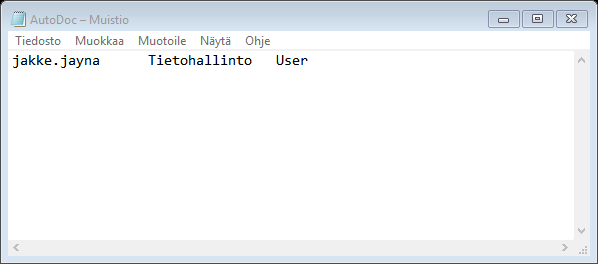 AutoDoc – Muistio
Tiedosto Muokkaa Muotoile Näytä Ohje
jakke.jayna Tietohallinto User